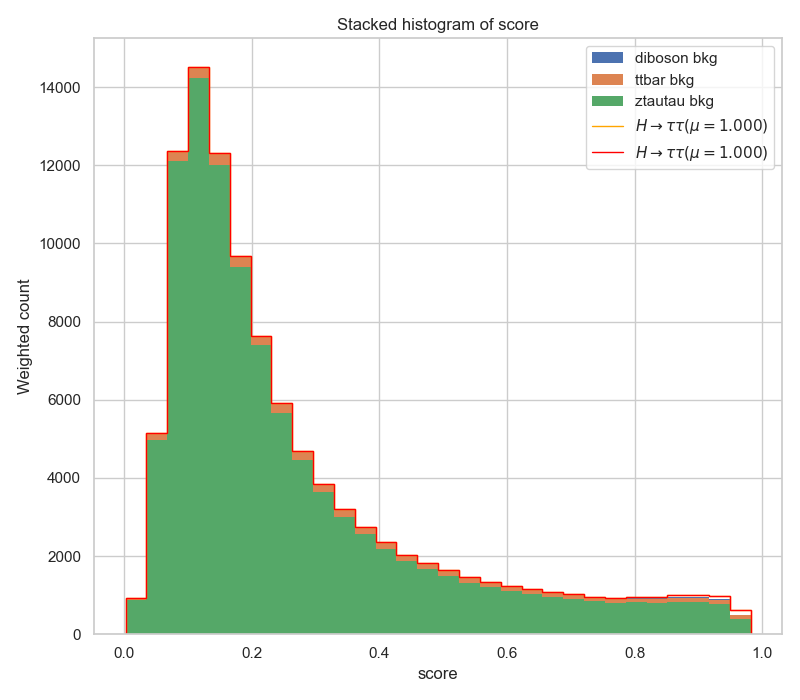 Stacked histogram of score
diboson bkg
ttbar bkg
ztautau bkg
H → ττ(μ = 1.000)
H → ττ(μ = 1.000)
Weighted count
14000
12000
10000
8000
6000
4000
2000
0
0.0 0.2 0.4 0.6 0.8 1.0
score